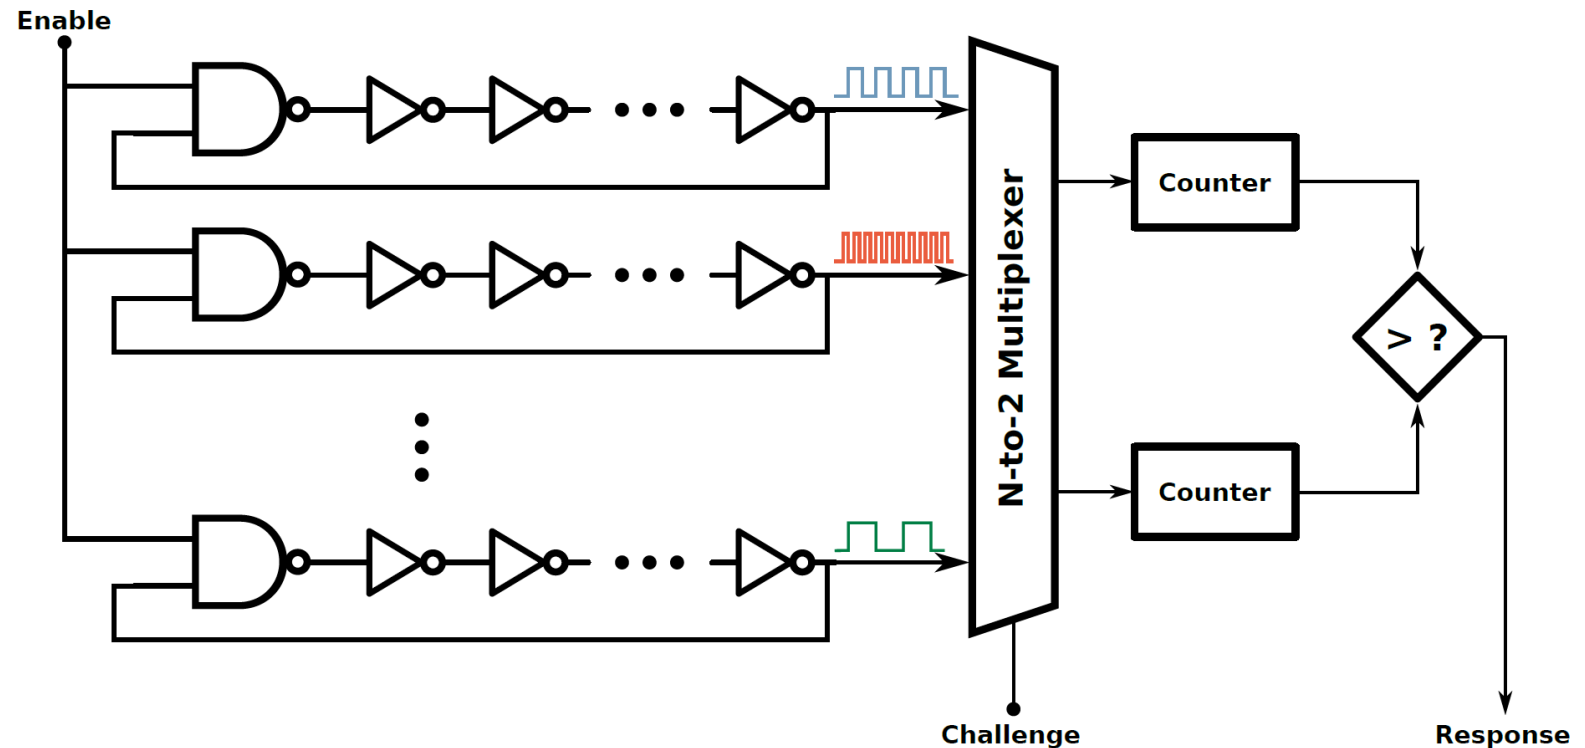 Enable
N-to-2 Multiplexer
Counter
> ?
Counter
Challenge
Response